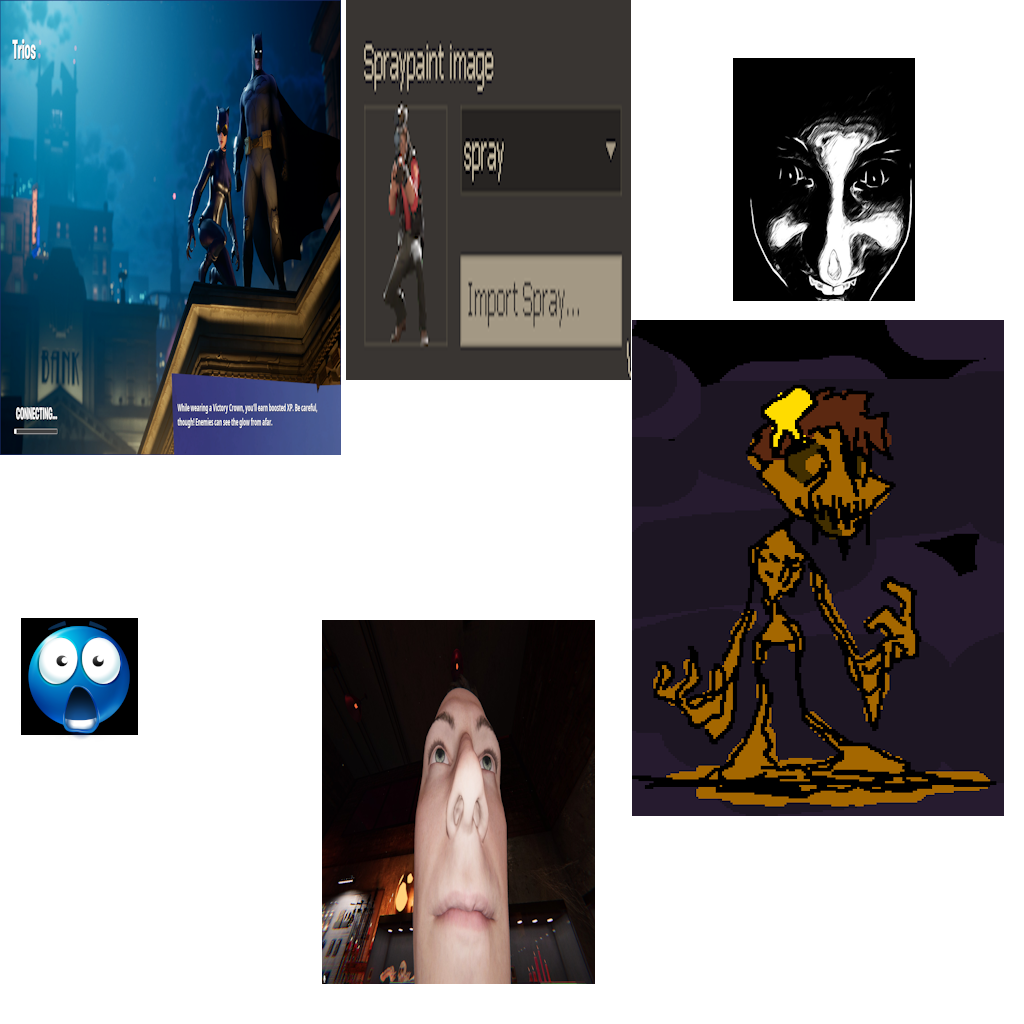 Trios
BANK
CONNECTING...
While wearing a Victory Crown, you'll earn boosted XP. Be careful,
though! Enemies can see the glow from afar.
Spraypaint image
spray
Import Spray...